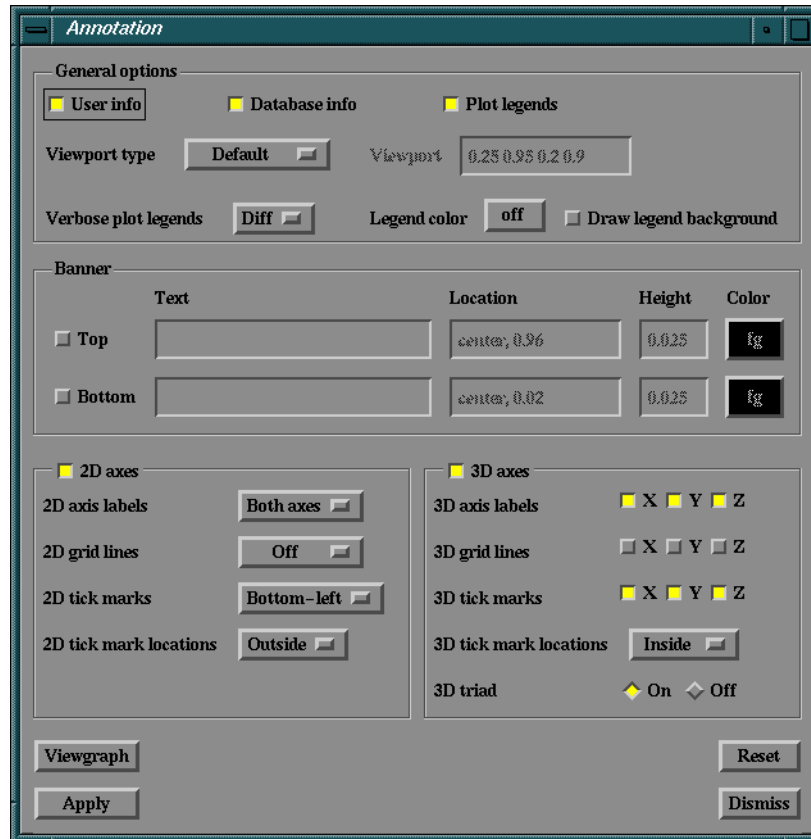 Annotation
General options
User info Database info Plot legends
Viewport type Default Viewport 0.25 0.95 0.2 0.9
Verbose plot legends Diff Legend color off Draw legend background
Banner
Text Location Height Color
Top center, 0.96 0.025 fg
Bottom center, 0.02 0.025 fg
2D axes
2D axis labels Both axes
2D grid lines Off
2D tick marks Bottom-left
2D tick mark locations Outside
3D axes
3D axis labels X Y Z
3D grid lines X Y Z
3D tick marks X Y Z
3D tick mark locations Inside
3D triad On Off
Viewgraph Reset
Apply Dismiss